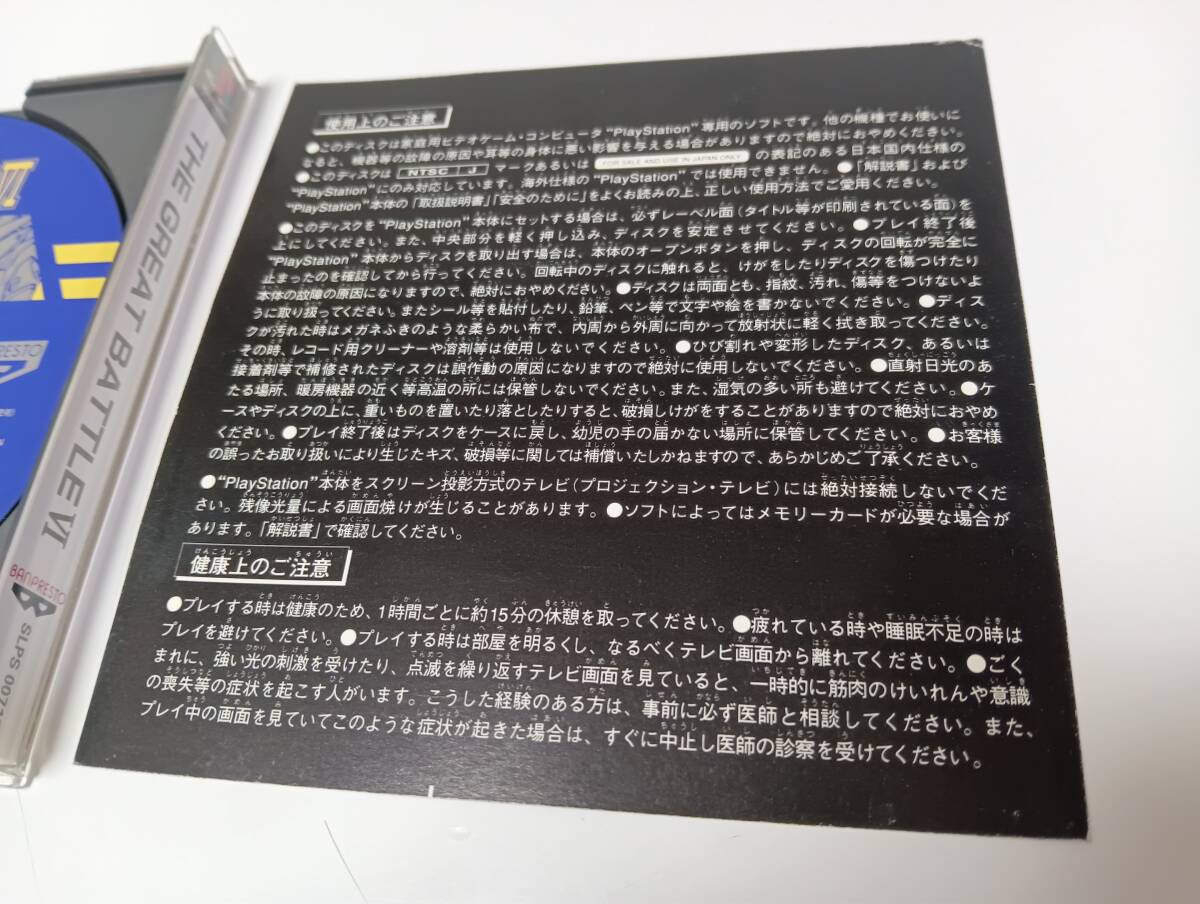 使用上のご注意
●このディスクは家庭用ビデオゲーム・コンピュータ“PlayStation”専用のソフトです。他の機種でお使いに
なると、機器等の故障の原因や耳等の身体に悪い影響を与える場合がありますので絶対におやめください。
●このディスクは NTSC J マークあるいは FOR SALE AND USE IN JAPAN ONLY の表記のある日本国内仕様の
“PlayStation”にのみ対応しています。海外仕様の“PlayStation”では使用できません。●「解説書」および
“PlayStation”本体の「取扱説明書」「安全のために」をよくお読みの上、正しい使用方法でご愛用ください。
●このディスクを“PlayStation”本体にセットする場合は、必ずレーベル面(タイトル等が印刷されている面)を
上にしてください。また、中央部分を軽く押し込み、ディスクを安定させてください。●プレイ終了後
“PlayStation”本体からディスクを取り出す場合は、本体のオープンボタンを押し、ディスクの回転が完全に
止まったのを確認してから行ってください。回転中のディスクに触れると、けがをしたりディスクを傷つけたり
本体の故障の原因になりますので、絶対におやめください。●ディスクは両面とも、指紋、汚れ、傷等をつけないよ
うに取り扱ってください。またシール等を貼付したり、鉛筆、ペン等で文字や絵を書かないでください。●ディス
クが汚れた時はメガネふきのような柔らかい布で、内周から外周に向かって放射状に軽く拭き取ってください。
その時、レコード用クリーナーや溶剤等は使用しないでください。●ひび割れや変形したディスク、あるいは
接着剤等で補修されたディスクは誤作動の原因になりますので絶対に使用しないでください。●直射日光のあ
たる場所、暖房機器の近く等高温の所には保管しないでください。また、湿気の多い所も避けてください。●ケ
ースやディスクの上に、重いものを置いたり落としたりすると、破損しけがをすることがありますので絶対におやめ
ください。●プレイ終了後はディスクをケースに戻し、幼児の手の届かない場所に保管してください。●お客様
の誤ったお取り扱いにより生じたキズ、破損等に関しては補償いたしかねますので、あらかじめご了承ください。
●“PlayStation”本体をスクリーン投影方式のテレビ(プロジェクション・テレビ)には絶対接続しないでくだ
さい。残像光量による画面焼けが生じることがあります。●ソフトによってはメモリーカードが必要な場合が
あります。「解説書」で確認してください。
健康上のご注意
●プレイする時は健康のため、1時間ごとに約15分の休憩を取ってください。●疲れている時や睡眠不足の時は
プレイを避けてください。●プレイする時は部屋を明るくし、なるべくテレビ画面から離れてください。●ごく
まれに、強い光の刺激を受けたり、点滅を繰り返すテレビ画面を見ていると、一時的に筋肉のけいれんや意識
の喪失等の症状を起こす人がいます。こうした経験のある方は、事前に必ず医師と相談してください。また、
プレイ中の画面を見ていてこのような症状が起きた場合は、すぐに中止し医師の診察を受けてください。
THE GREAT BATTLE VI
BANPRESTO
SLPS
VI